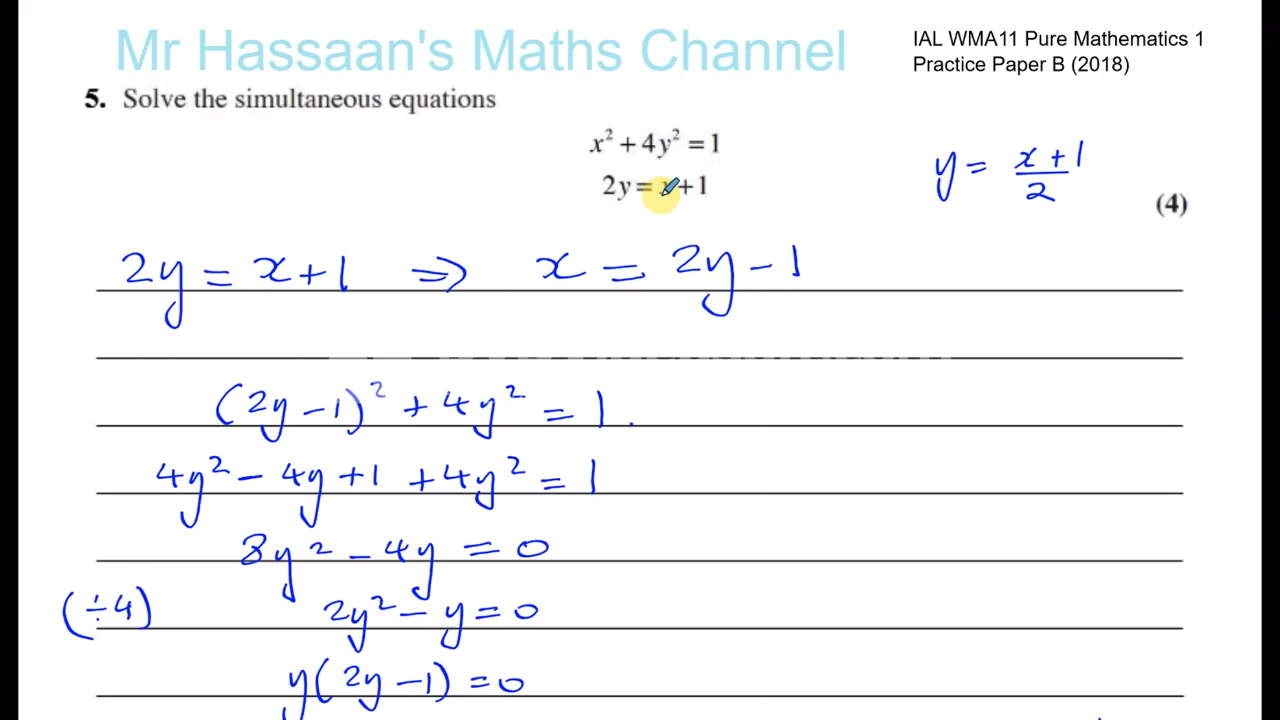 Mr Hassaan's Maths Channel
IAL WMA11 Pure Mathematics 1
Practice Paper B (2018)
5. Solve the simultaneous equations
x² + 4y² = 1
2y = x + 1
y = (x + 1)/2
(4)
2y = x + 1 ⇒ x = 2y - 1
(2y - 1)² + 4y² = 1.
4y² - 4y + 1 + 4y² = 1
8y² - 4y = 0
(÷4) 2y² - y = 0
y(2y - 1) = 0